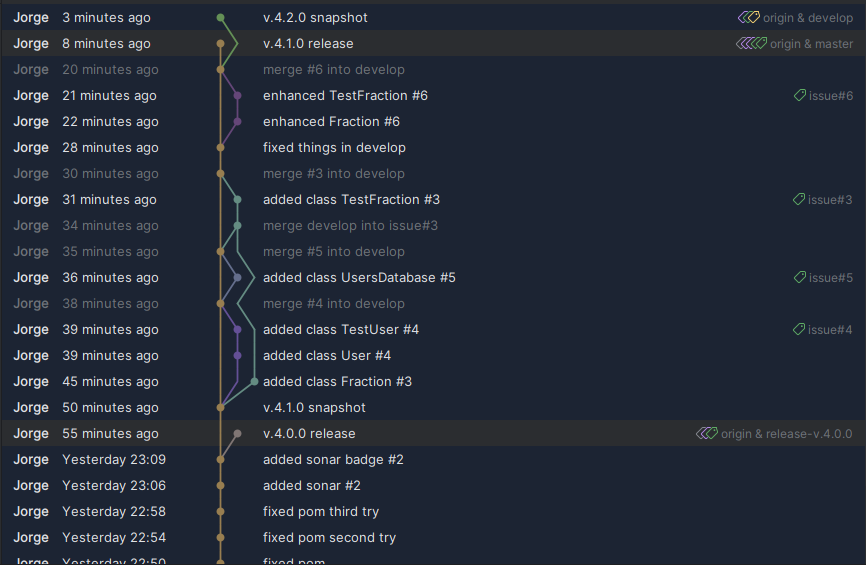 Jorge 3 minutes ago v.4.2.0 snapshot origin & develop
Jorge 8 minutes ago v.4.1.0 release origin & master
Jorge 20 minutes ago merge #6 into develop
Jorge 21 minutes ago enhanced TestFraction #6 issue#6
Jorge 22 minutes ago enhanced Fraction #6
Jorge 28 minutes ago fixed things in develop
Jorge 30 minutes ago merge #3 into develop
Jorge 31 minutes ago added class TestFraction #3 issue#3
Jorge 34 minutes ago merge develop into issue#3
Jorge 35 minutes ago merge #5 into develop
Jorge 36 minutes ago added class UsersDatabase #5 issue#5
Jorge 38 minutes ago merge #4 into develop
Jorge 39 minutes ago added class TestUser #4 issue#4
Jorge 39 minutes ago added class User #4
Jorge 45 minutes ago added class Fraction #3
Jorge 50 minutes ago v.4.1.0 snapshot
Jorge 55 minutes ago v.4.0.0 release origin & release-v.4.0.0
Jorge Yesterday 23:09 added sonar badge #2
Jorge Yesterday 23:06 added sonar #2
Jorge Yesterday 22:58 fixed pom third try
Jorge Yesterday 22:54 fixed pom second try
Jorge Yesterday 22:50 fixed pom